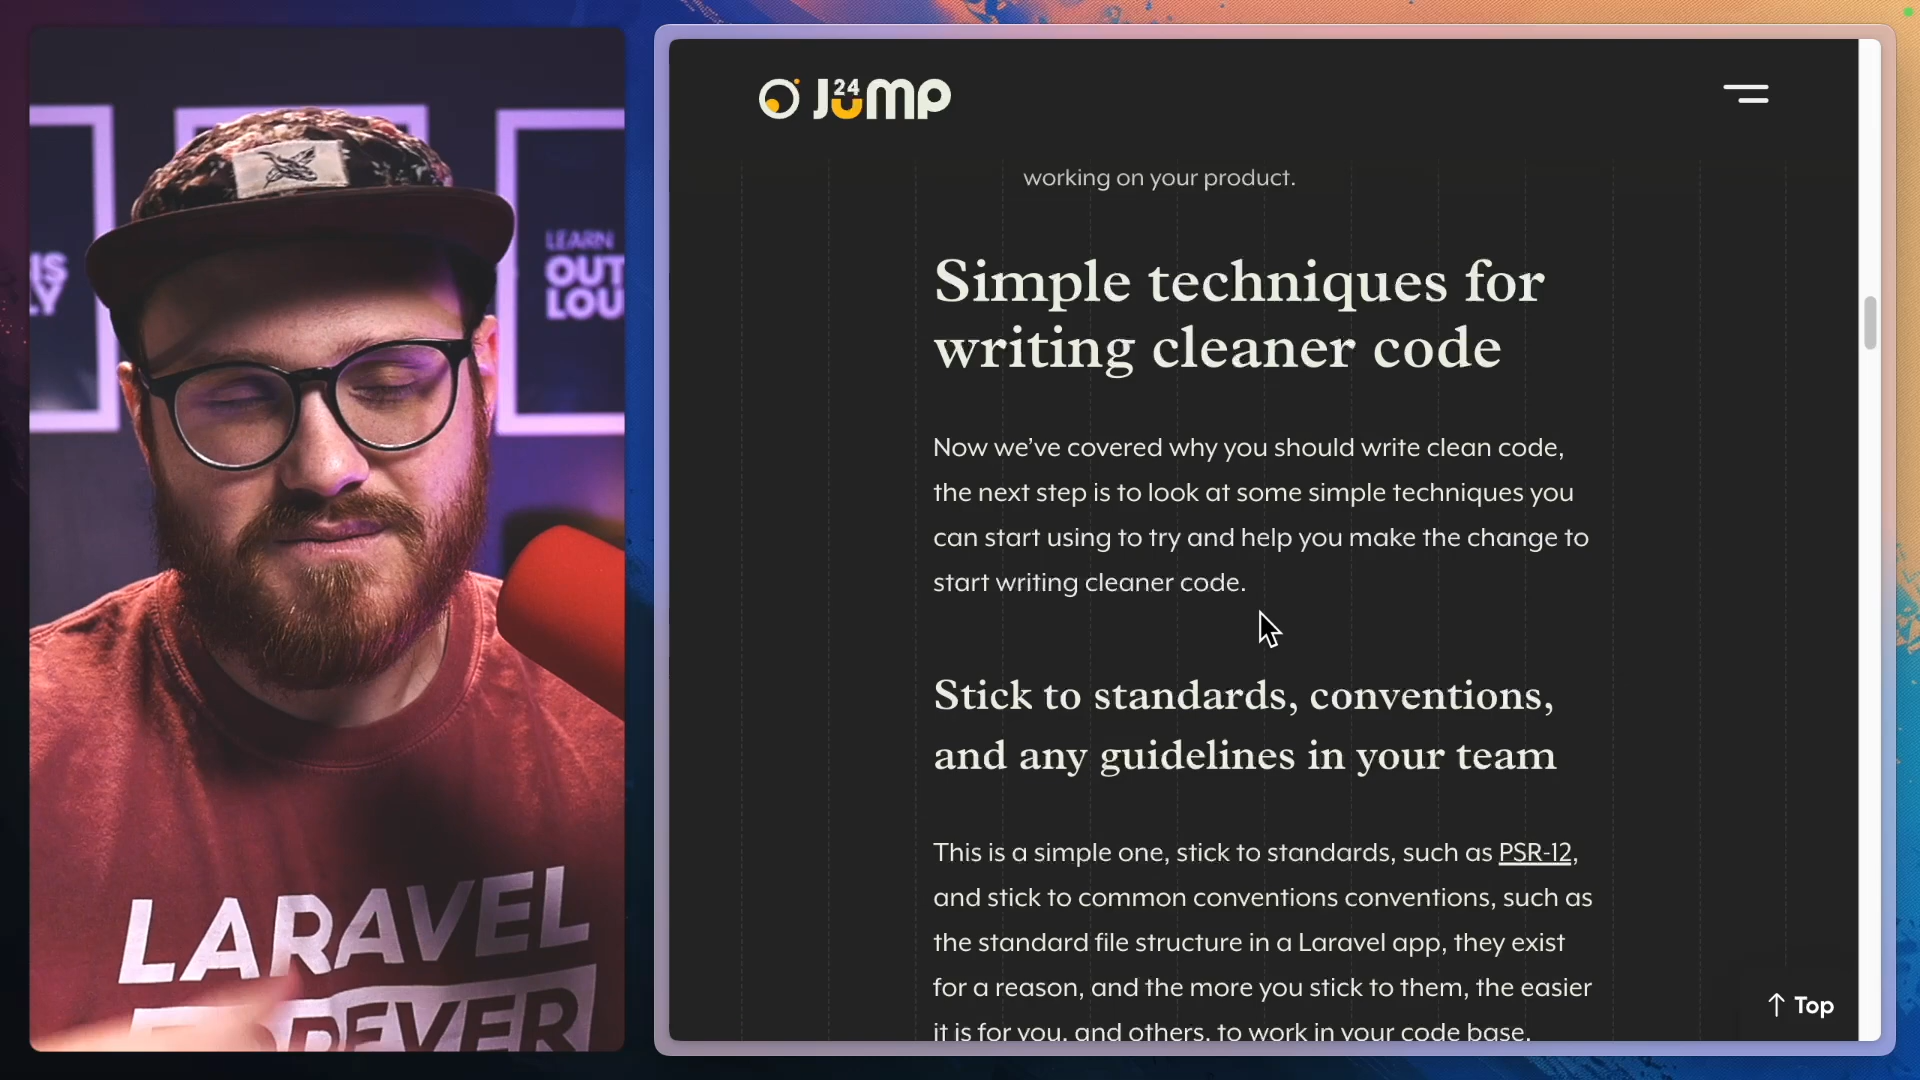 IS
LY
LEARN
OUT
LOU
LARAVEL
FOREVER
JUMP
24
working on your product.
Simple techniques for
writing cleaner code
Now we’ve covered why you should write clean code,
the next step is to look at some simple techniques you
can start using to try and help you make the change to
start writing cleaner code.
Stick to standards, conventions,
and any guidelines in your team
This is a simple one, stick to standards, such as PSR-12,
and stick to common conventions conventions, such as
the standard file structure in a Laravel app, they exist
for a reason, and the more you stick to them, the easier
it is for you, and others, to work in your code base.
↑ Top